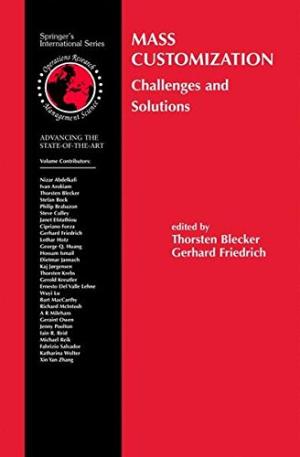 Springer's
International Series
Operations Research
Management Science
ADVANCING THE
STATE-OF-THE-ART
Volume Contributors:
Nizar Abdelkafi
Ivan Arokiam
Thorsten Blecker
Stefan Bock
Philip Brabazon
Steve Culley
Janet Efstathiou
Cipriano Forza
Gerhard Friedrich
Lothar Hotz
George Q. Huang
Hossam Ismail
Dietmar Jannach
Kaj Jørgensen
Thorsten Krebs
Gerold Kreutler
Ernesto Del Valle Lehne
Wuyi Lu
Bart MacCarthy
Richard McIntosh
A R Mileham
Geraint Owen
Jenny Poolton
Iain R. Reid
Michael Reik
Fabrizio Salvador
Katharina Wolter
Xin Yan Zhang
MASS
CUSTOMIZATION
Challenges and
Solutions
edited by
Thorsten Blecker
Gerhard Friedrich